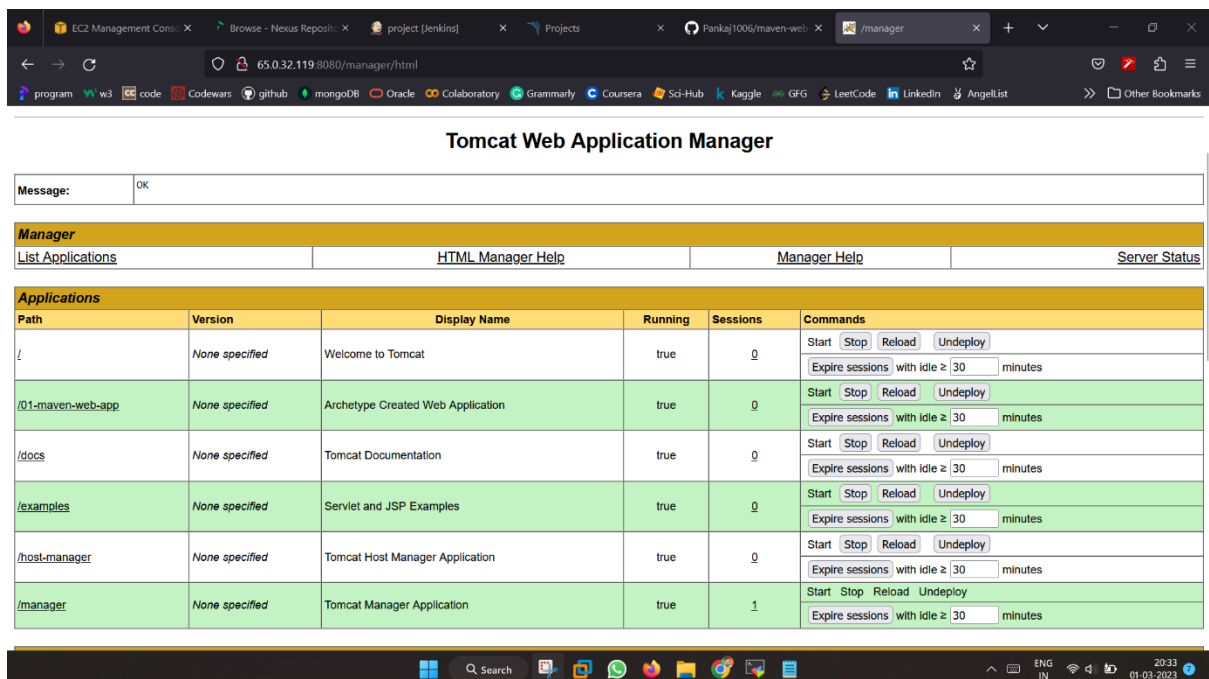 EC2 Management Conso
Browse - Nexus Reposito
project [Jenkins]
Projects
Pankaj1006/maven-web-
/manager
65.0.32.119:8080/manager/html
program w3 code Codewars github mongoDB Oracle Colaboratory Grammarly Coursera Sci-Hub Kaggle GFG LeetCode LinkedIn AngelList Other Bookmarks
Tomcat Web Application Manager
Message: OK
Manager
List Applications HTML Manager Help Manager Help Server Status
Applications
Path Version Display Name Running Sessions Commands
/ None specified Welcome to Tomcat true 0 Start Stop Reload Undeploy
Expire sessions with idle ≥ 30 minutes
/01-maven-web-app None specified Archetype Created Web Application true 0 Start Stop Reload Undeploy
Expire sessions with idle ≥ 30 minutes
/docs None specified Tomcat Documentation true 0 Start Stop Reload Undeploy
Expire sessions with idle ≥ 30 minutes
/examples None specified Servlet and JSP Examples true 0 Start Stop Reload Undeploy
Expire sessions with idle ≥ 30 minutes
/host-manager None specified Tomcat Host Manager Application true 0 Start Stop Reload Undeploy
Expire sessions with idle ≥ 30 minutes
/manager None specified Tomcat Manager Application true 1 Start Stop Reload Undeploy
Expire sessions with idle ≥ 30 minutes
Search
ENG
IN
20:33
01-03-2023